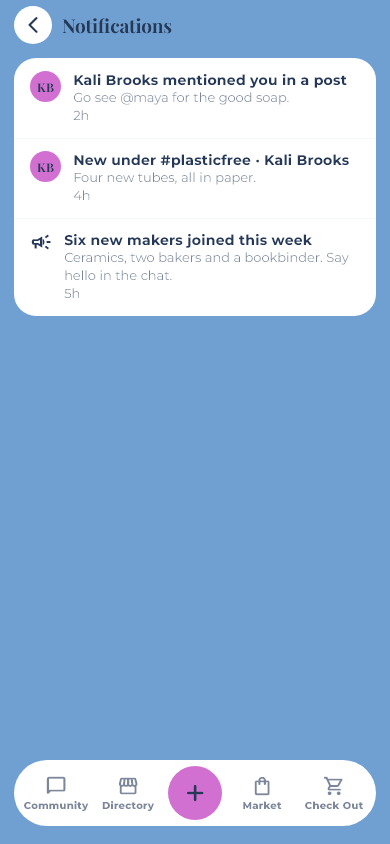 Notifications
KB
Kali Brooks mentioned you in a post
Go see @maya for the good soap.
2h
KB
New under #plasticfree · Kali Brooks
Four new tubes, all in paper.
4h
Six new makers joined this week
Ceramics, two bakers and a bookbinder. Say
hello in the chat.
5h
Community
Directory
+
Market
Check Out